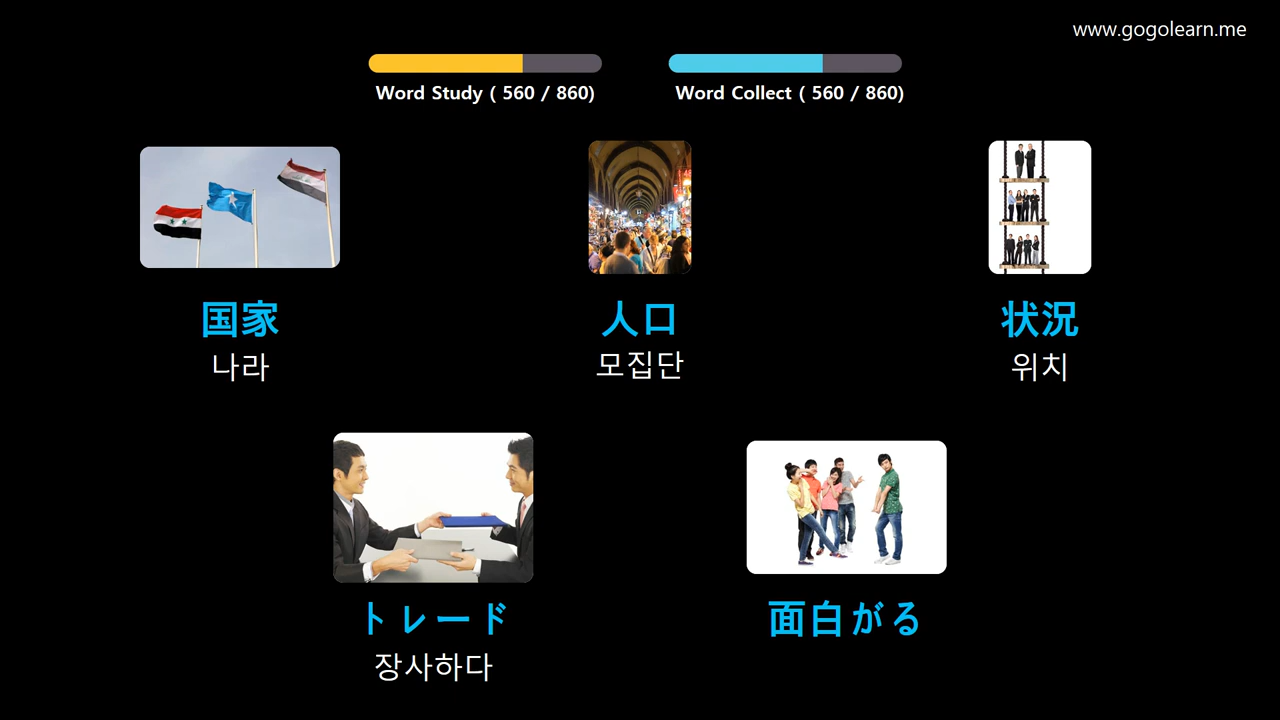 www.gogolearn.me
Word Study ( 560 / 860)
Word Collect ( 560 / 860)
国家
人口
状況
나라
모집단
위치
トレード
面白がる
장사하다